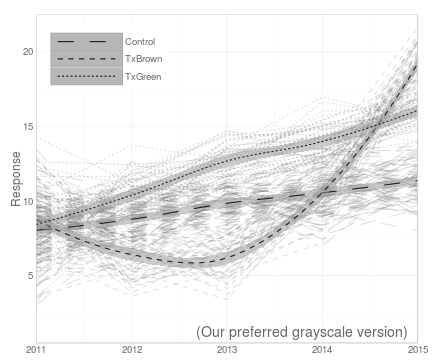 20
15
10
5
Response
Control
TxBrown
TxGreen
(Our preferred grayscale version)
2011 2012 2013 2014 2015